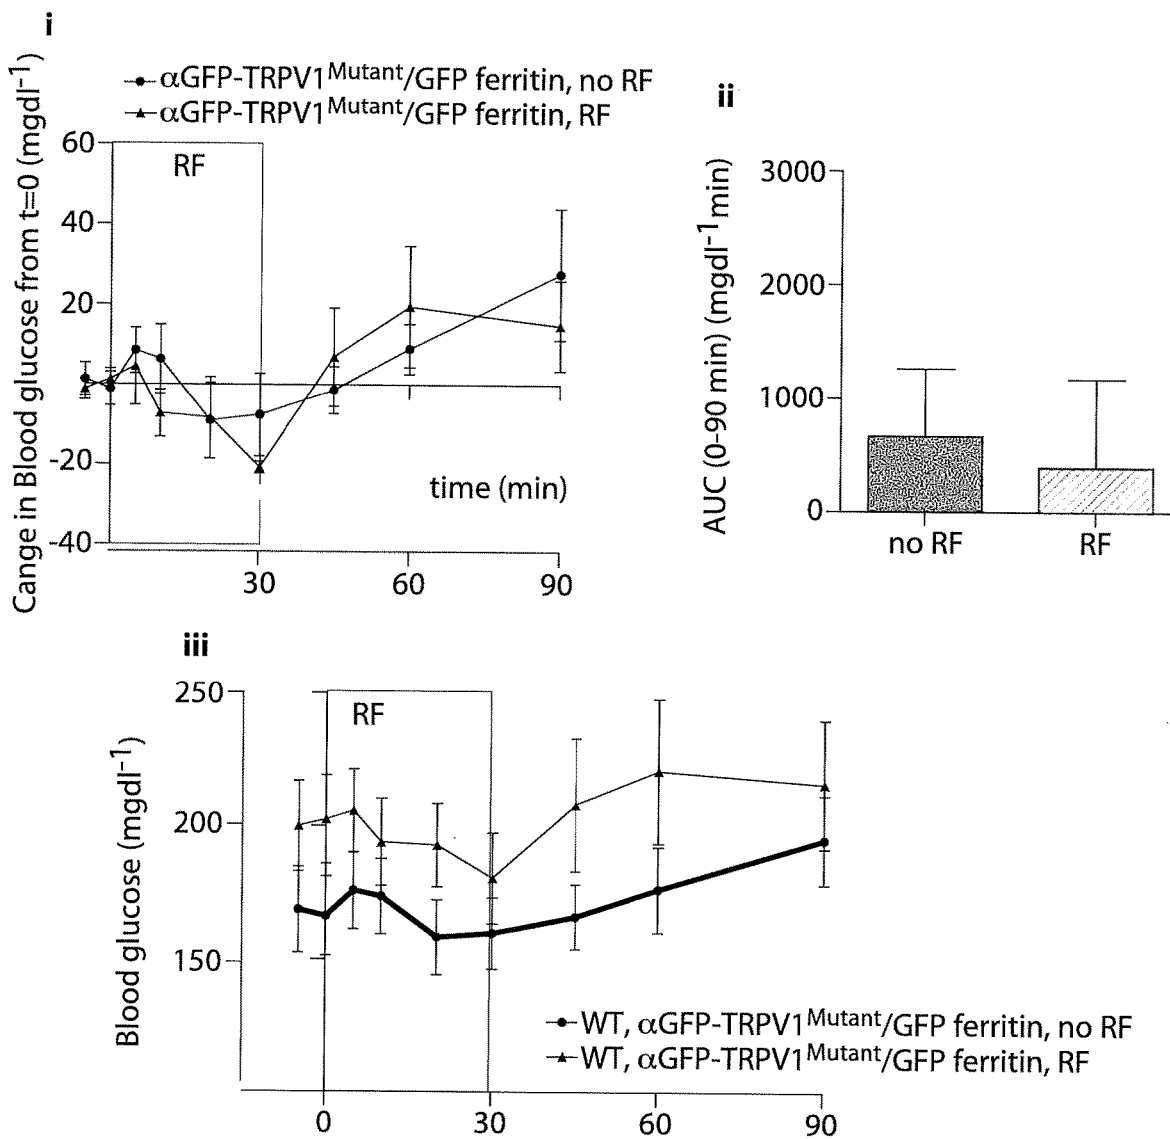 i
Cange in Blood glucose from t=0 (mgdl-1)
αGFP-TRPV1Mutant/GFP ferritin, no RF
αGFP-TRPV1Mutant/GFP ferritin, RF
RF
60
40
20
-20
-40
time (min)
30
60
90
ii
AUC (0-90 min) (mgdl-1min)
3000
2000
1000
0
no RF
RF
iii
Blood glucose (mgdl-1)
250
200
150
RF
WT, αGFP-TRPV1Mutant/GFP ferritin, no RF
WT, αGFP-TRPV1Mutant/GFP ferritin, RF
0
30
60
90